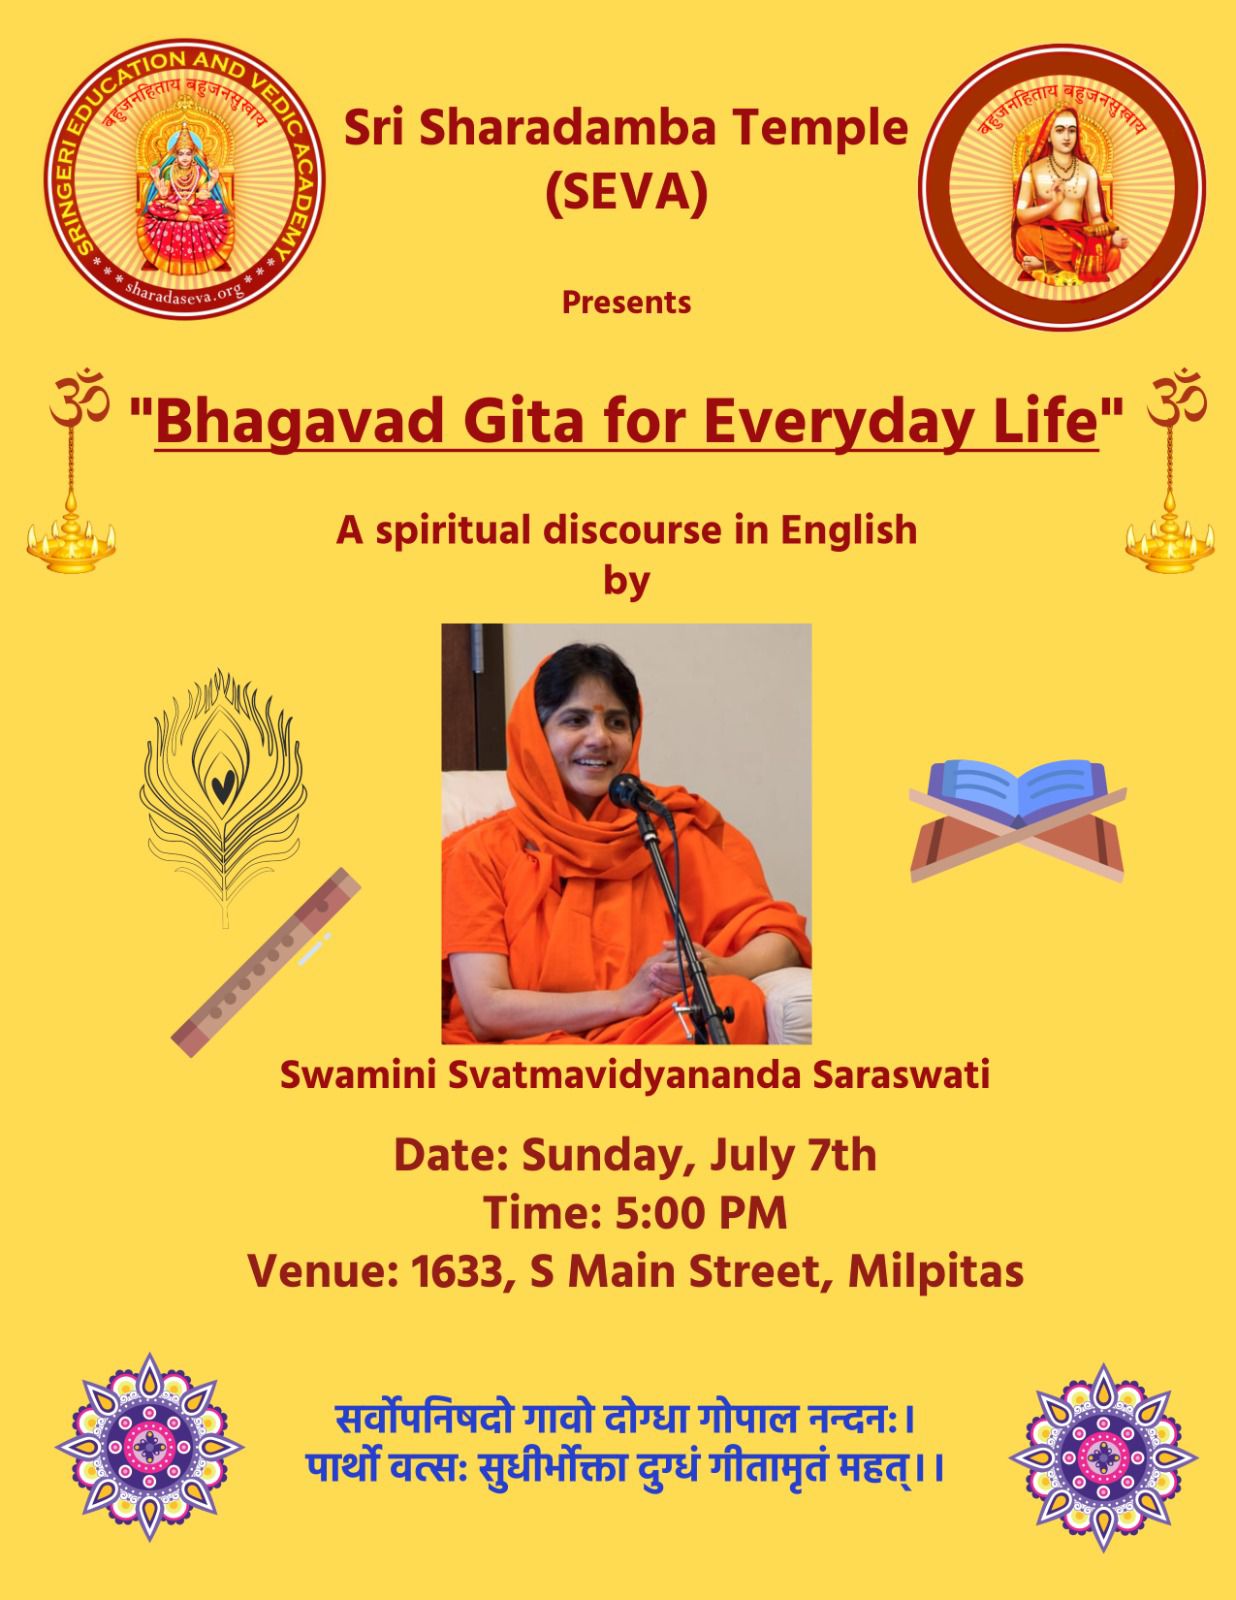 SRINGERI EDUCATION AND VEDIC ACADEMY
बहुजनहिताय बहुजनसुखाय
* * * sharadaseva.org * * *
Sri Sharadamba Temple
(SEVA)
बहुजनहिताय बहुजनसुखाय
Presents
ॐ
"Bhagavad Gita for Everyday Life"
ॐ
A spiritual discourse in English
by
Swamini Svatmavidyananda Saraswati
Date: Sunday, July 7th
Time: 5:00 PM
Venue: 1633, S Main Street, Milpitas
सर्वोपनिषदो गावो दोग्धा गोपाल नन्दनः।
पार्थो वत्सः सुधीर्भोक्ता दुग्धं गीतामृतं महत्।।